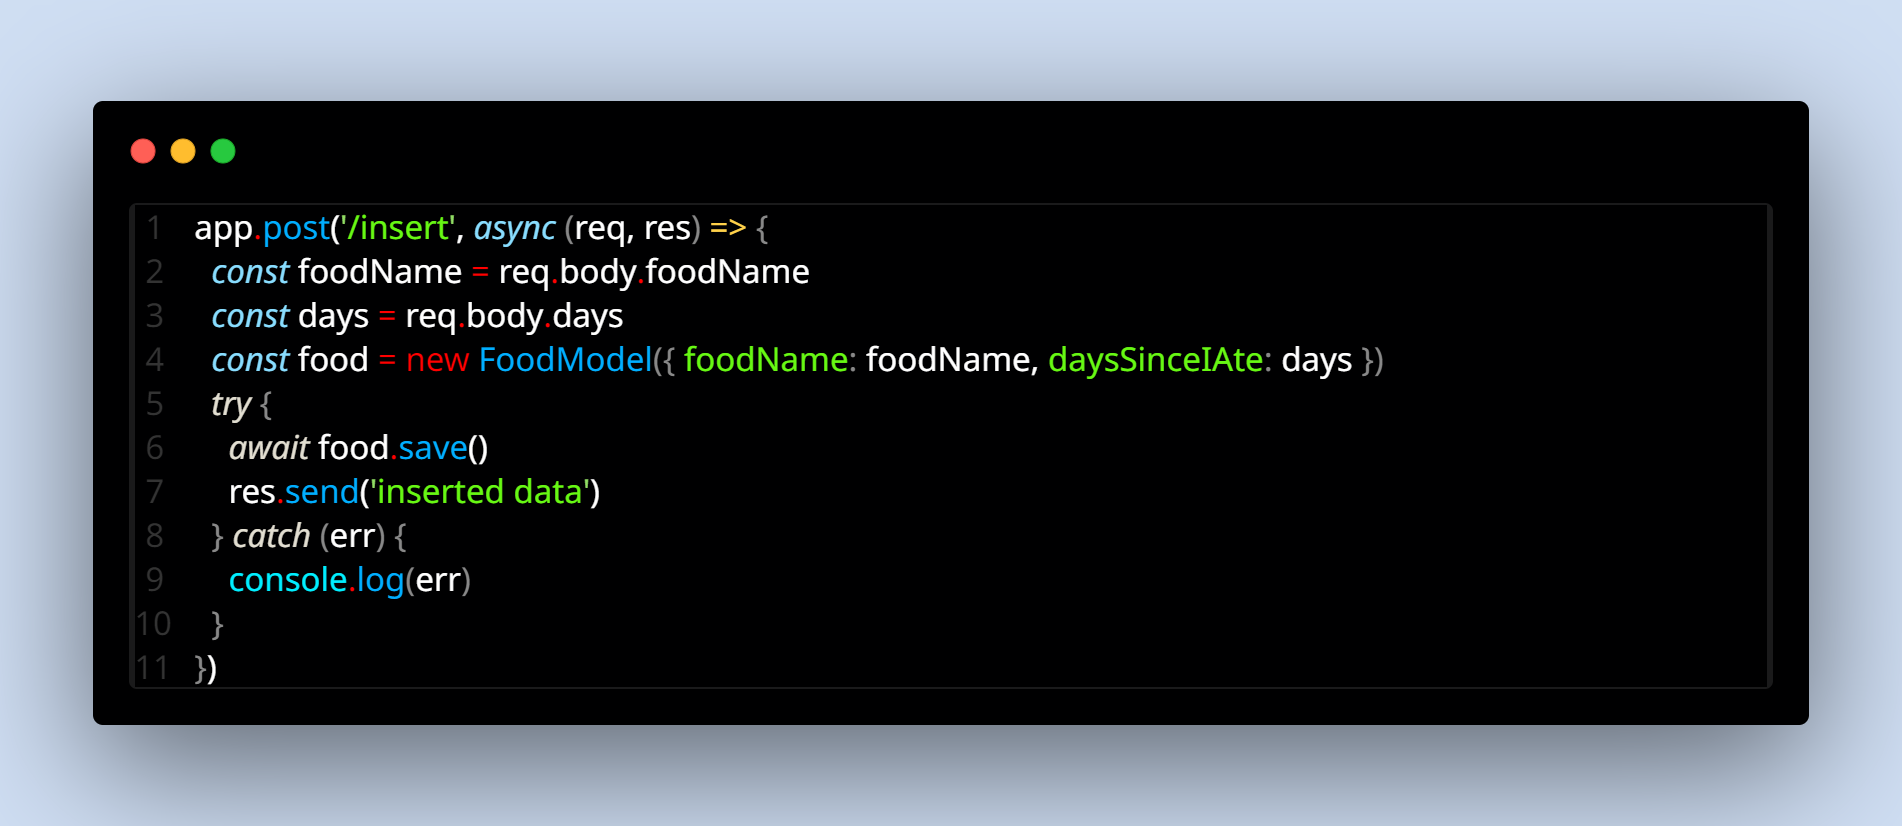 1 app.post('/insert', async (req, res) => {
2 const foodName = req.body.foodName
3 const days = req.body.days
4 const food = new FoodModel({ foodName: foodName, daysSinceIAte: days })
5 try {
6 await food.save()
7 res.send('inserted data')
8 } catch (err) {
9 console.log(err)
10 }
11 })